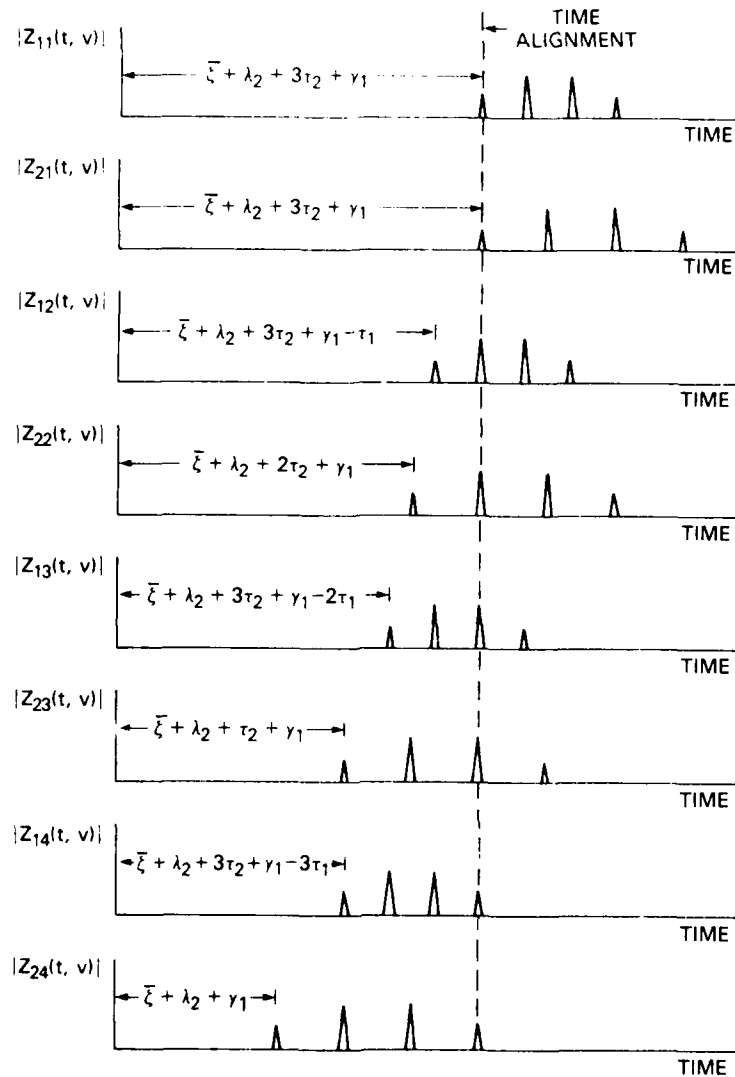 TIME
ALIGNMENT
|Z₁₁(t, v)|
ξ̅ + λ₂ + 3τ₂ + γ₁
TIME
|Z₂₁(t, v)|
ξ̅ + λ₂ + 3τ₂ + γ₁
TIME
|Z₁₂(t, v)|
ξ̅ + λ₂ + 3τ₂ + γ₁-τ₁
TIME
|Z₂₂(t, v)|
ξ̅ + λ₂ + 2τ₂ + γ₁
TIME
|Z₁₃(t, v)|
ξ̅ + λ₂ + 3τ₂ + γ₁-2τ₁
TIME
|Z₂₃(t, v)|
ξ̅ + λ₂ + τ₂ + γ₁
TIME
|Z₁₄(t, v)|
ξ̅ + λ₂ + 3τ₂ + γ₁-3τ₁
TIME
|Z₂₄(t, v)|
ξ̅ + λ₂ + γ₁
TIME